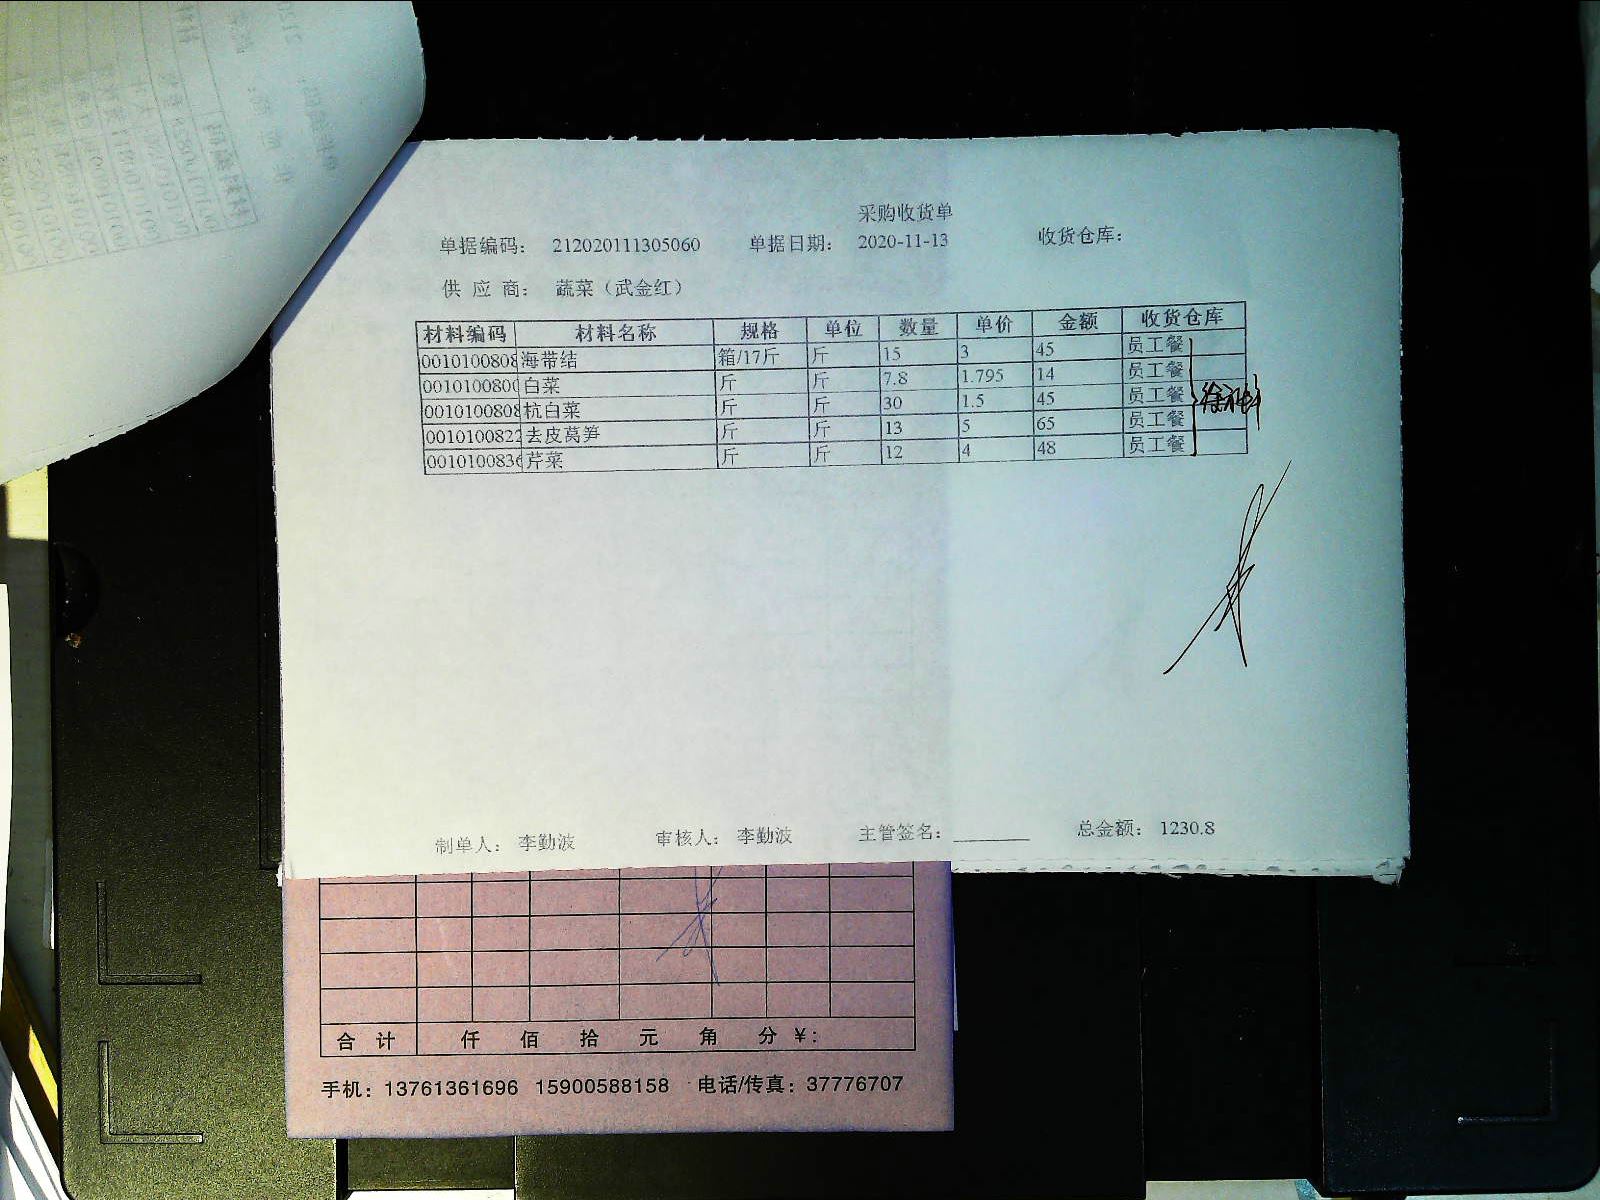 采购收货单
单据编码： 212020111305060 单据日期： 2020-11-13 收货仓库：
供 应 商： 蔬菜（武金红）
材料编码 材料名称 规格 单位 数量 单价 金额 收货仓库
0010100808 海带结 箱/17斤 斤 15 3 45 员工餐
001010080 白菜 斤 斤 7.8 1.795 14 员工餐
0010100808 杭白菜 斤 斤 30 1.5 45 员工餐
0010100822 去皮莴笋 斤 斤 13 5 65 员工餐
001010083 芹菜 斤 斤 12 4 48 员工餐
制单人： 李勤波 审核人： 李勤波 主管签名： 总金额： 1230.8
合 计 仟 佰 拾 元 角 分 ¥：
手机：13761361696 15900588158 电话/传真：37776707